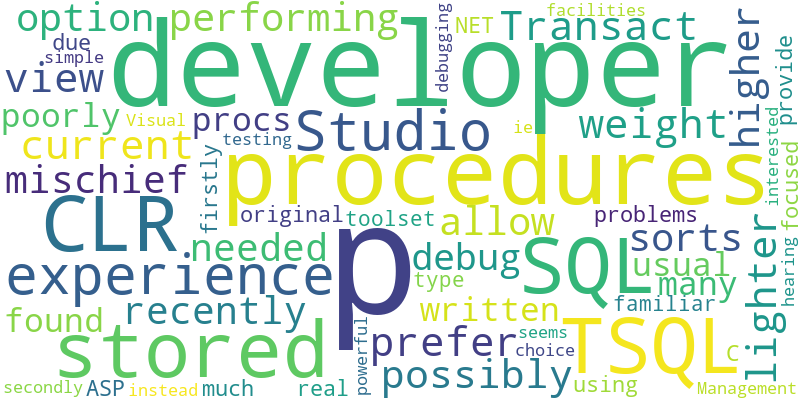 option
performing
debugging
NET
facilities
due
simple
developer
Transact
higher
provide
view
poorly
Visual
procs
Studio
testing
ie
weight
current
mischief
firstly
procedures
interested
focused
CLR
original
toolset
allow
problems
needed
p
debug
SQL
sorts
usual
lighter
hearing
experience
type
many
recently
written
familiar
found
stored
powerful
prefer
seems
choice
TSQL
C
possibly
secondly
ASP
instead
much
real
using
Management